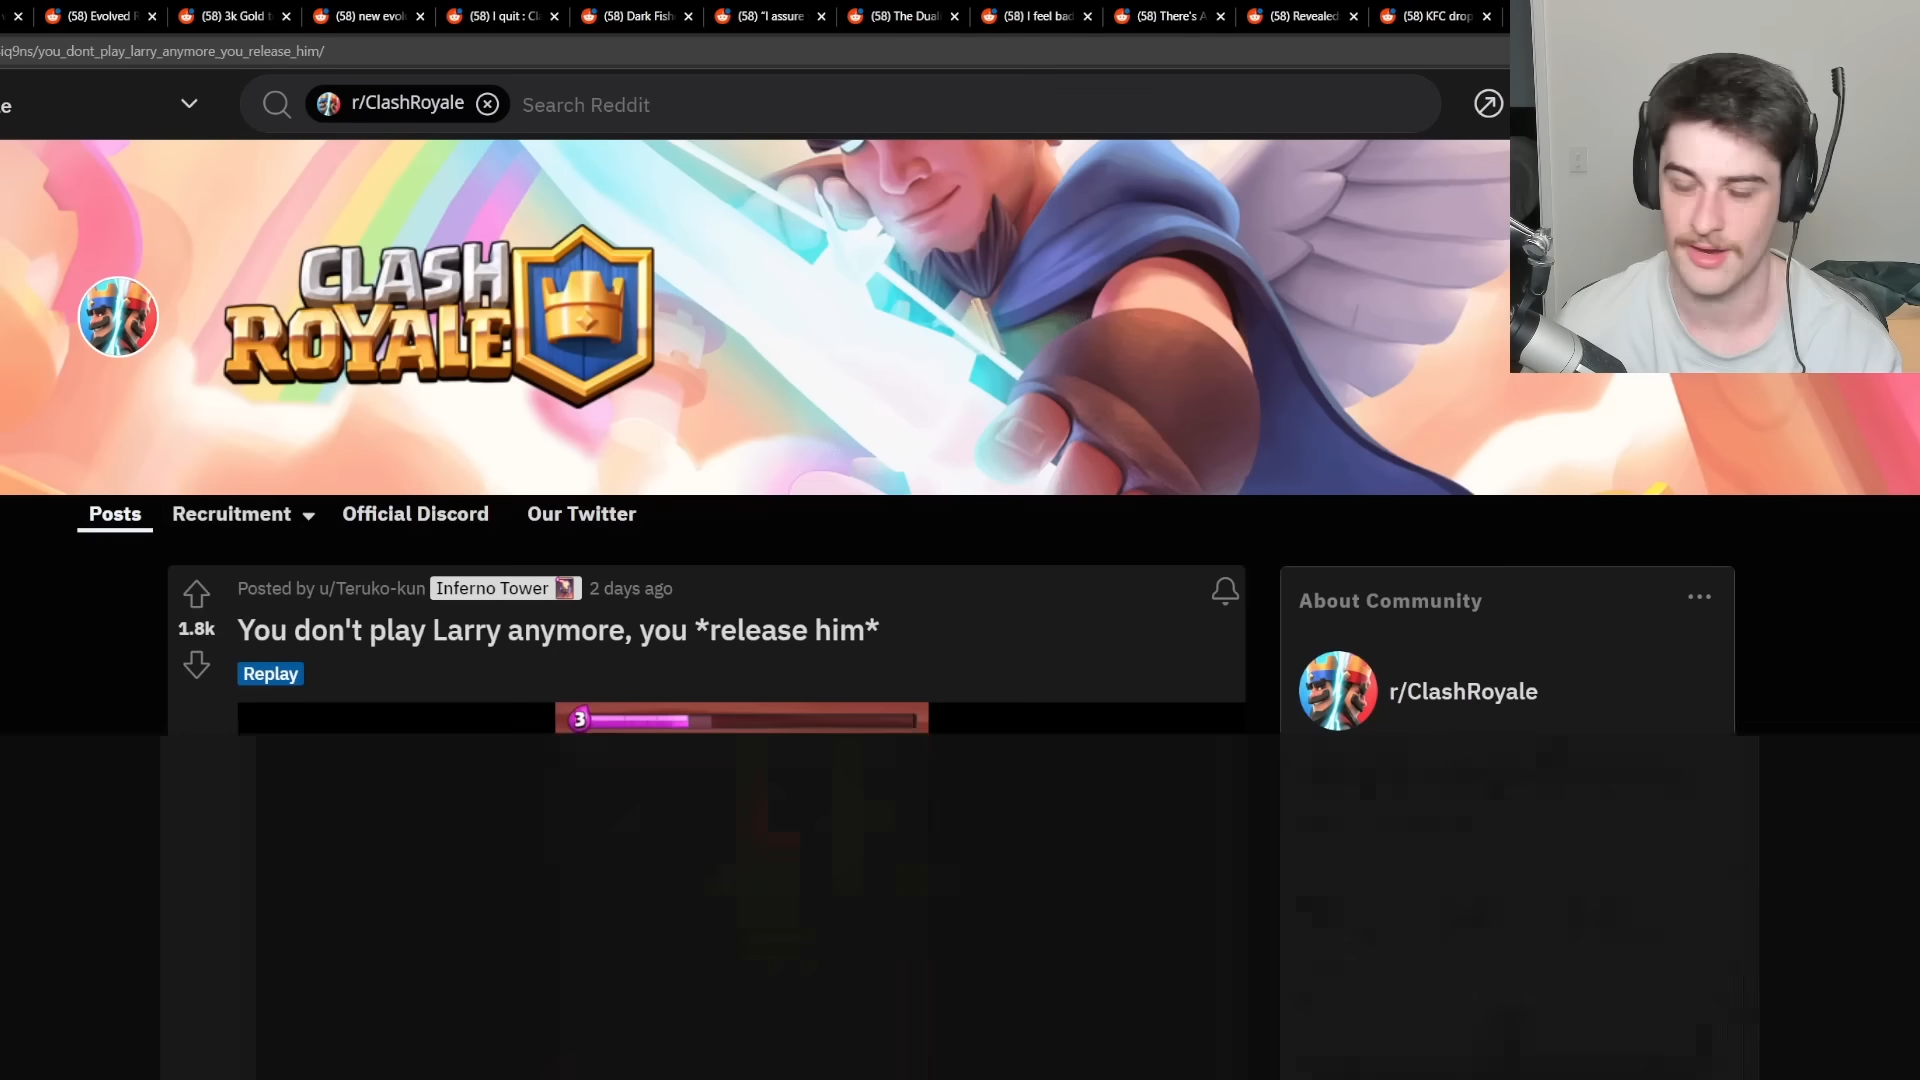 (58) Evolved R
(58) 3k Gold t
(58) new evol
(58) I quit : Cl
(58) Dark Fish
(58) "I assure
(58) The Dual
(58) I feel bad
(58) There's A
(58) Revealed
(58) KFC drop
iq9ns/you_dont_play_larry_anymore_you_release_him/
e
r/ClashRoyale
Search Reddit
CLASH
ROYALE
Posts
Recruitment
Official Discord
Our Twitter
Posted by u/Teruko-kun Inferno Tower 2 days ago
1.8k
You don't play Larry anymore, you *release him*
Replay
3
About Community
r/ClashRoyale